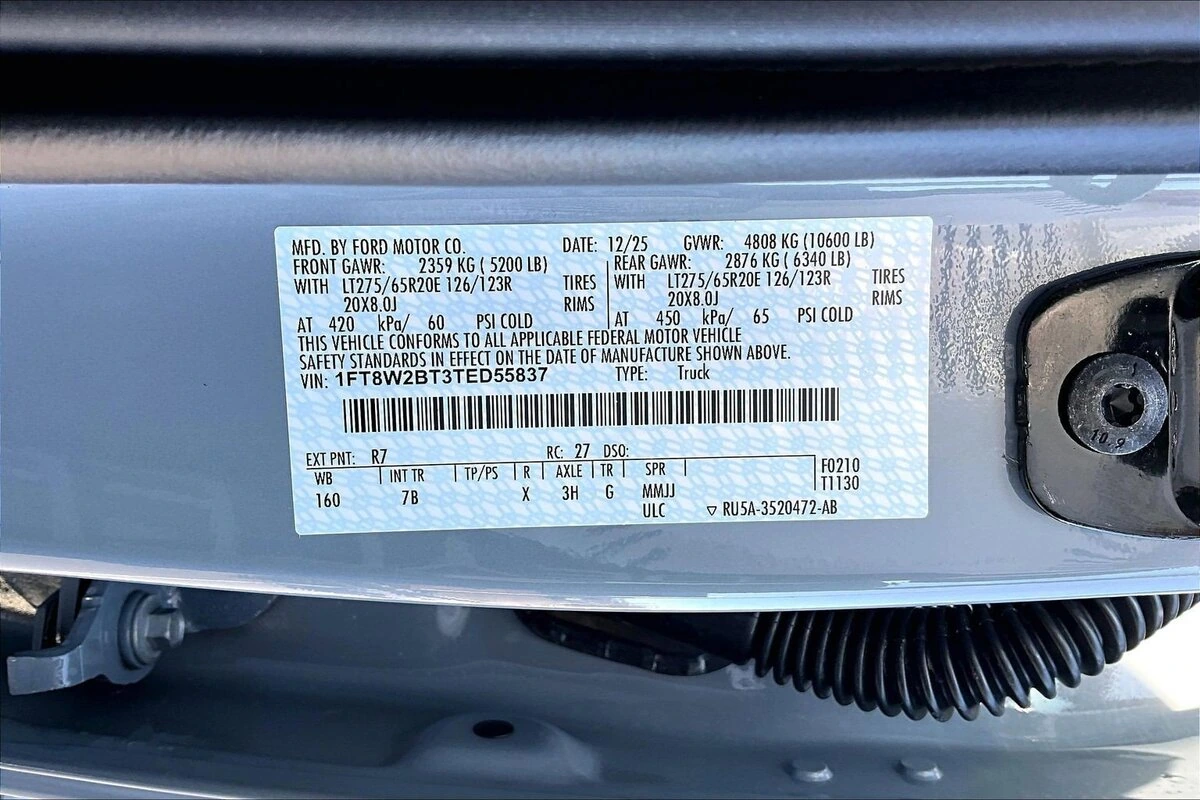 MFD. BY FORD MOTOR CO. DATE: 12/25 GVWR: 4808 KG (10600 LB)
FRONT GAWR: 2359 KG ( 5200 LB) REAR GAWR: 2876 KG ( 6340 LB)
WITH LT275/65R20E 126/123R TIRES WITH LT275/65R20E 126/123R TIRES
20X8.0J RIMS 20X8.0J RIMS
AT 420 kPa/ 60 PSI COLD AT 450 kPa/ 65 PSI COLD
THIS VEHICLE CONFORMS TO ALL APPLICABLE FEDERAL MOTOR VEHICLE
SAFETY STANDARDS IN EFFECT ON THE DATE OF MANUFACTURE SHOWN ABOVE.
VIN: 1FT8W2BT3TED55837 TYPE: Truck
EXT PNT: R7 RC: 27 DSO:
WB INT TR TP/PS R AXLE TR SPR F0210
160 7B X 3H G MMJJ T1130
ULC ▽ RU5A-3520472-AB
1
10.9